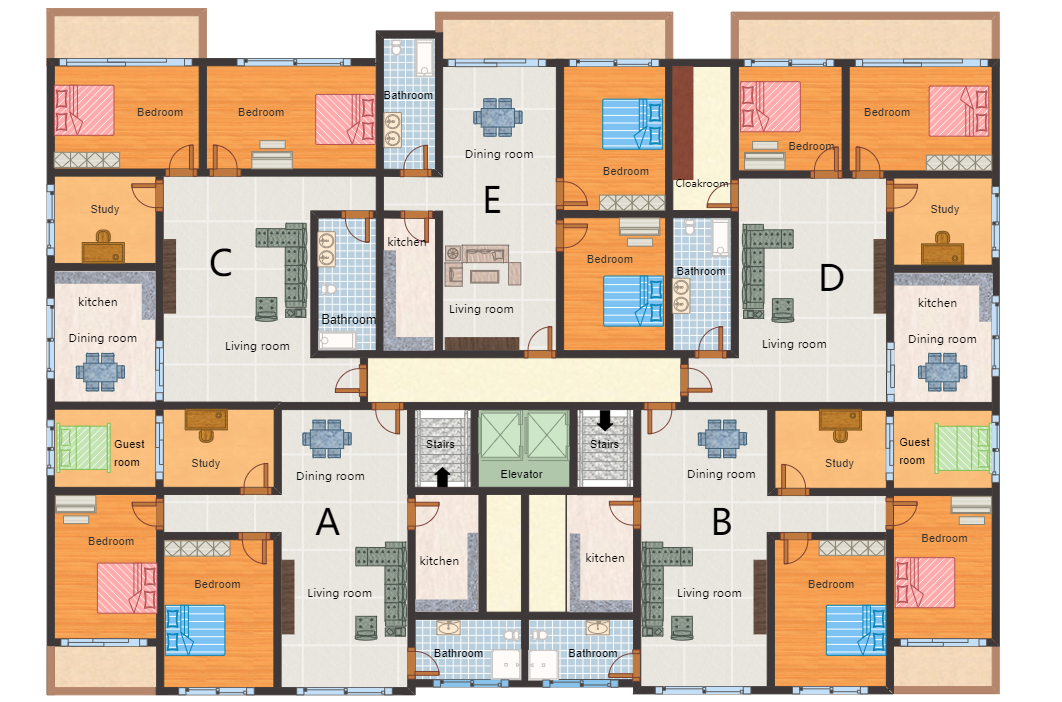 Bedroom
Bedroom
Bathroom
Dining room
Bedroom
Cloakroom
Bedroom
Bedroom
Study
C
E
kitchen
Bedroom
Bathroom
D
Study
kitchen
Dining room
Living room
Bathroom
Living room
Living room
kitchen
Dining room
Guest
room
Study
Dining room
Stairs
Elevator
Stairs
Dining room
Study
Guest
room
Bedroom
A
B
Bedroom
Bedroom
Living room
kitchen
kitchen
Living room
Bedroom
Bathroom
Bathroom